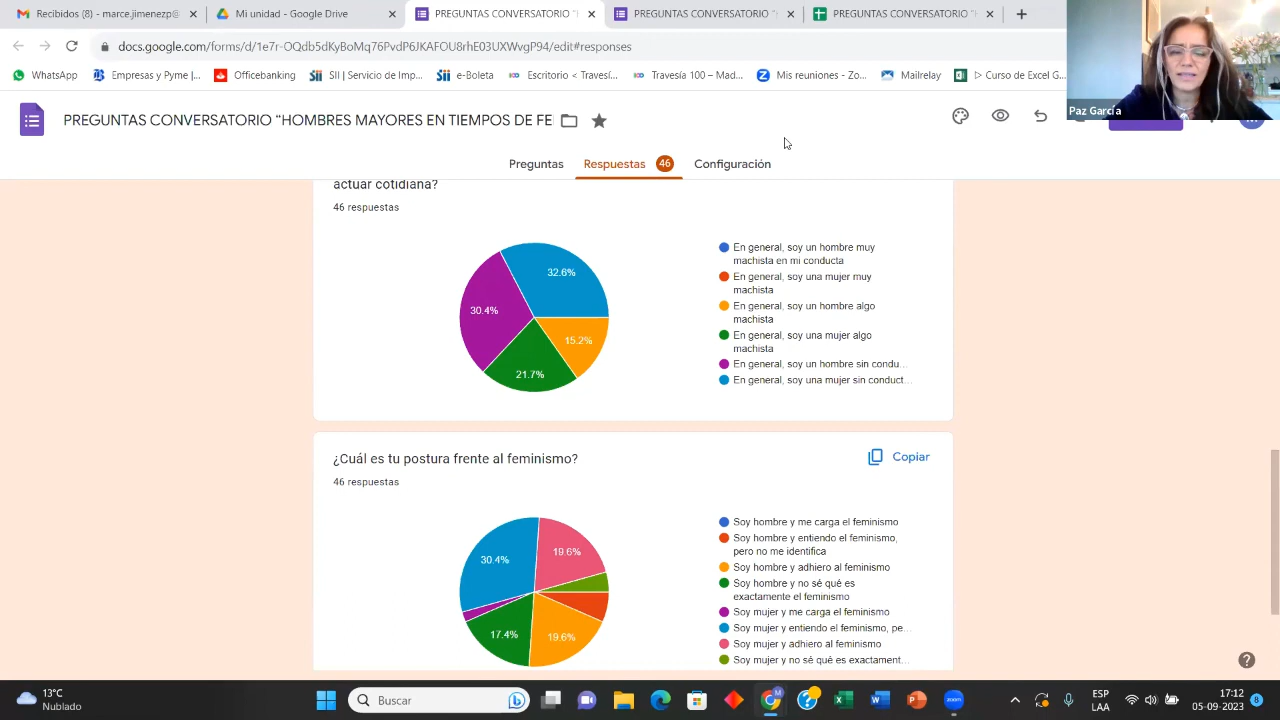 Recibidos (8) - marce.jimenezp@
Mi unidad - Google Drive
PREGUNTAS CONVERSATORIO "
PREGUNTAS CONVERSATORIO "
PREGUNTAS CONVERSATORIO "
docs.google.com/forms/d/1e7r-OQdb5dKyBoMq76PvdP6JKAFOU8rhE03UXWvgP94/edit#responses
WhatsApp
Empresas y Pyme |...
Officebanking
SII | Servicio de Imp...
e-Boleta
Escritorio < Travesí...
Travesía 100 – Mad...
Mis reuniones - Zo...
Mailrelay
▷ Curso de Excel G
Paz García
PREGUNTAS CONVERSATORIO “HOMBRES MAYORES EN TIEMPOS DE FE
Preguntas
Respuestas 46
Configuración
actuar cotidiana?
46 respuestas
32.6%
30.4%
15.2%
21.7%
En general, soy un hombre muy
machista en mi conducta
En general, soy una mujer muy
machista
En general, soy un hombre algo
machista
En general, soy una mujer algo
machista
En general, soy un hombre sin condu...
En general, soy una mujer sin conduct...
¿Cuál es tu postura frente al feminismo?
Copiar
46 respuestas
30.4%
19.6%
17.4%
19.6%
Soy hombre y me carga el feminismo
Soy hombre y entiendo el feminismo,
pero no me identifica
Soy hombre y adhiero al feminismo
Soy hombre y no sé qué es
exactamente el feminismo
Soy mujer y me carga el feminismo
Soy mujer y entiendo el feminismo, pe...
Soy mujer y adhiero al feminismo
Soy mujer y no sé qué es exactament...
13°C
Nublado
Buscar
ESP
LAA
17:12
05-09-2023
8